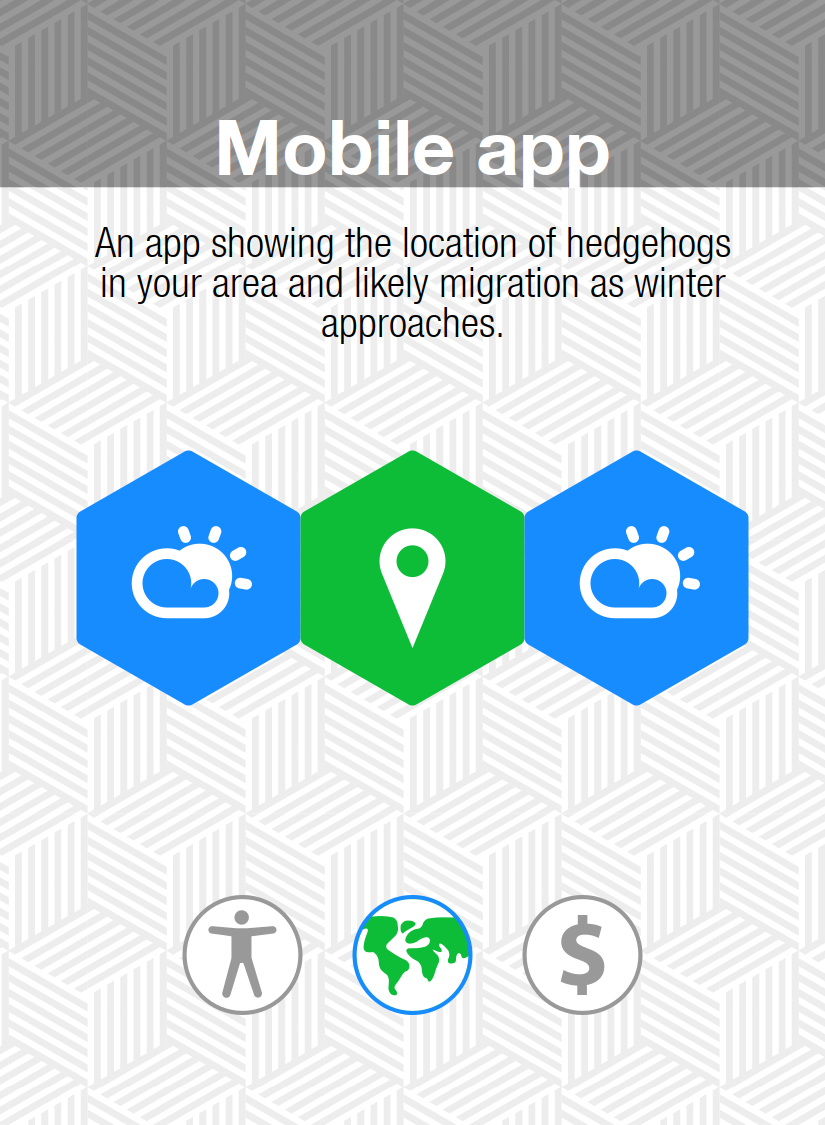 Mobile app
An app showing the location of hedgehogs
in your area and likely migration as winter
approaches.
$